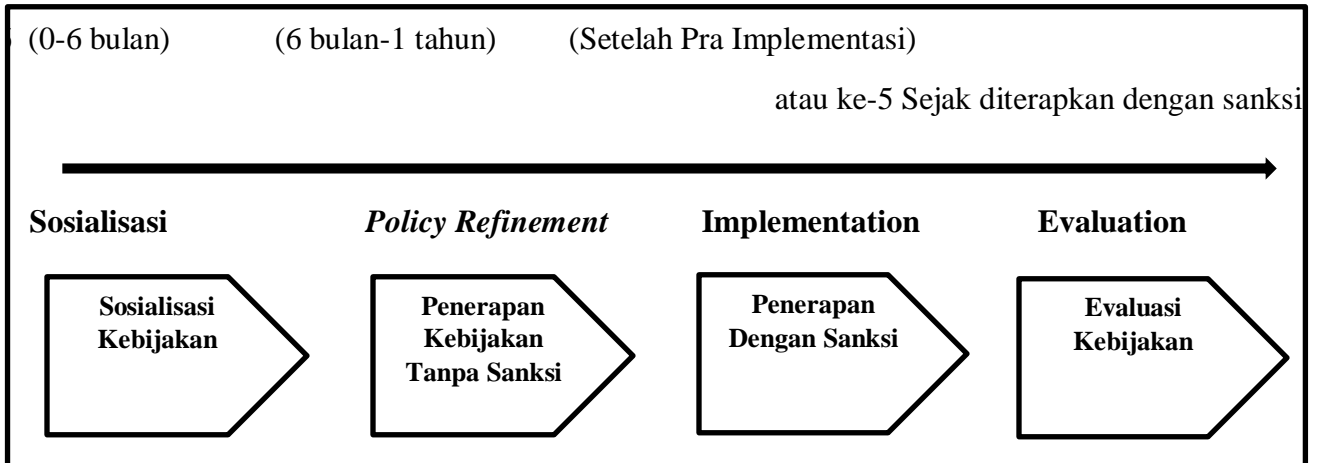 (0-6 bulan) (6 bulan-1 tahun) (Setelah Pra Implementasi)
atau ke-5 Sejak diterapkan dengan sanksi
Sosialisasi Policy Refinement Implementation Evaluation
Sosialisasi
Kebijakan
Penerapan
Kebijakan
Tanpa Sanksi
Penerapan
Dengan Sanksi
Evaluasi
Kebijakan